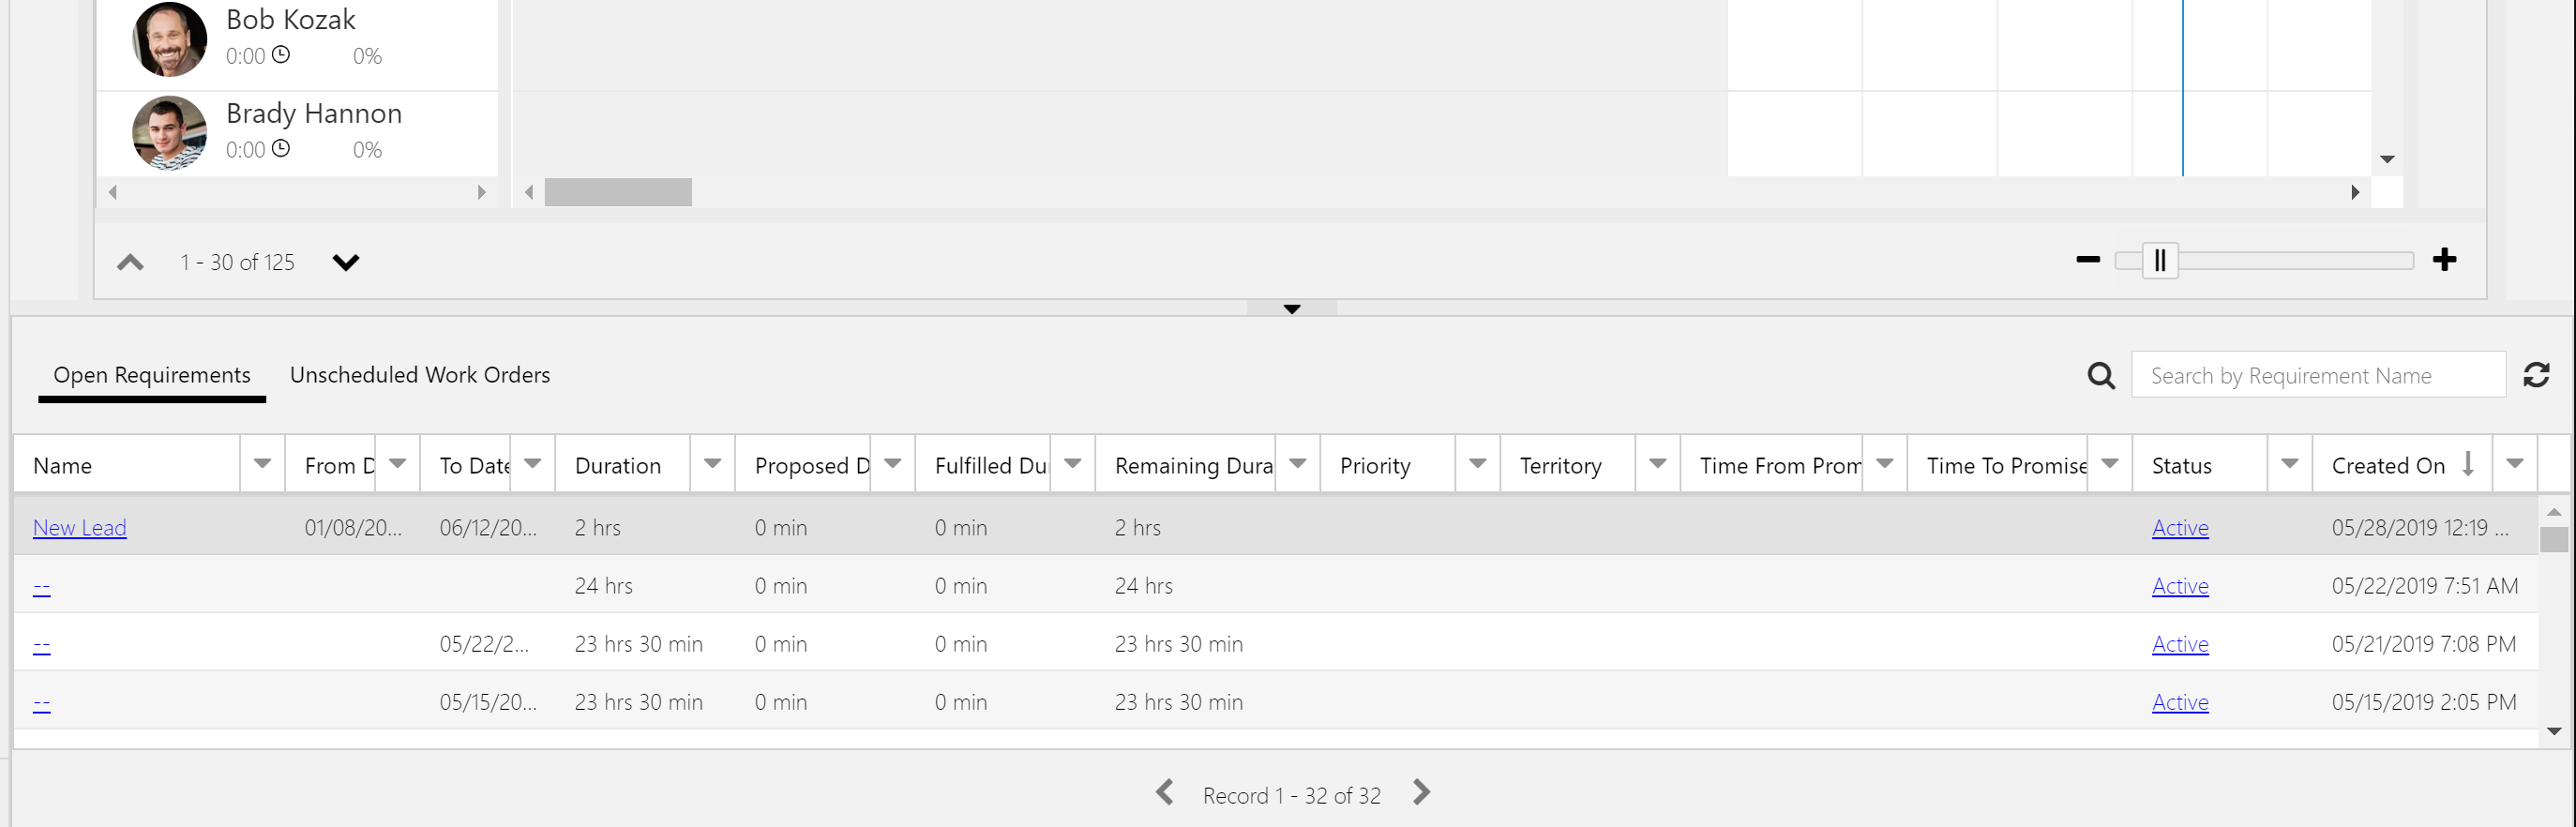 Bob Kozak
0:00 0%
Brady Hannon
0:00 0%
1 - 30 of 125
Open Requirements Unscheduled Work Orders Search by Requirement Name
Name From D To Date Duration Proposed D Fulfilled Du Remaining Dura Priority Territory Time From Prom Time To Promise Status Created On
New Lead 01/08/20... 06/12/20... 2 hrs 0 min 0 min 2 hrs Active 05/28/2019 12:19 ...
-- 24 hrs 0 min 0 min 24 hrs Active 05/22/2019 7:51 AM
-- 05/22/2... 23 hrs 30 min 0 min 0 min 23 hrs 30 min Active 05/21/2019 7:08 PM
-- 05/15/20... 23 hrs 30 min 0 min 0 min 23 hrs 30 min Active 05/15/2019 2:05 PM
Record 1 - 32 of 32